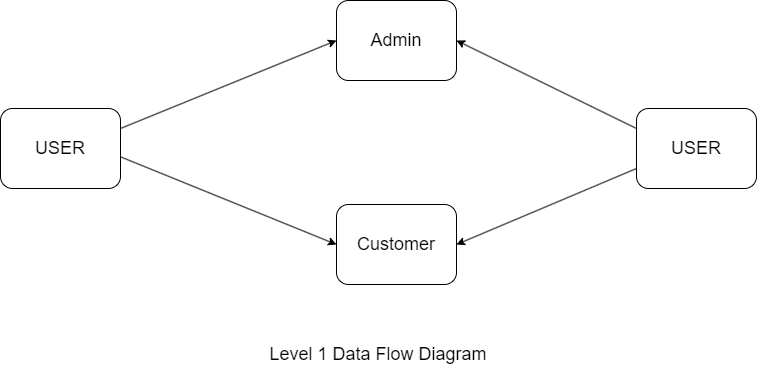 Admin
USER
USER
Customer
Level 1 Data Flow Diagram